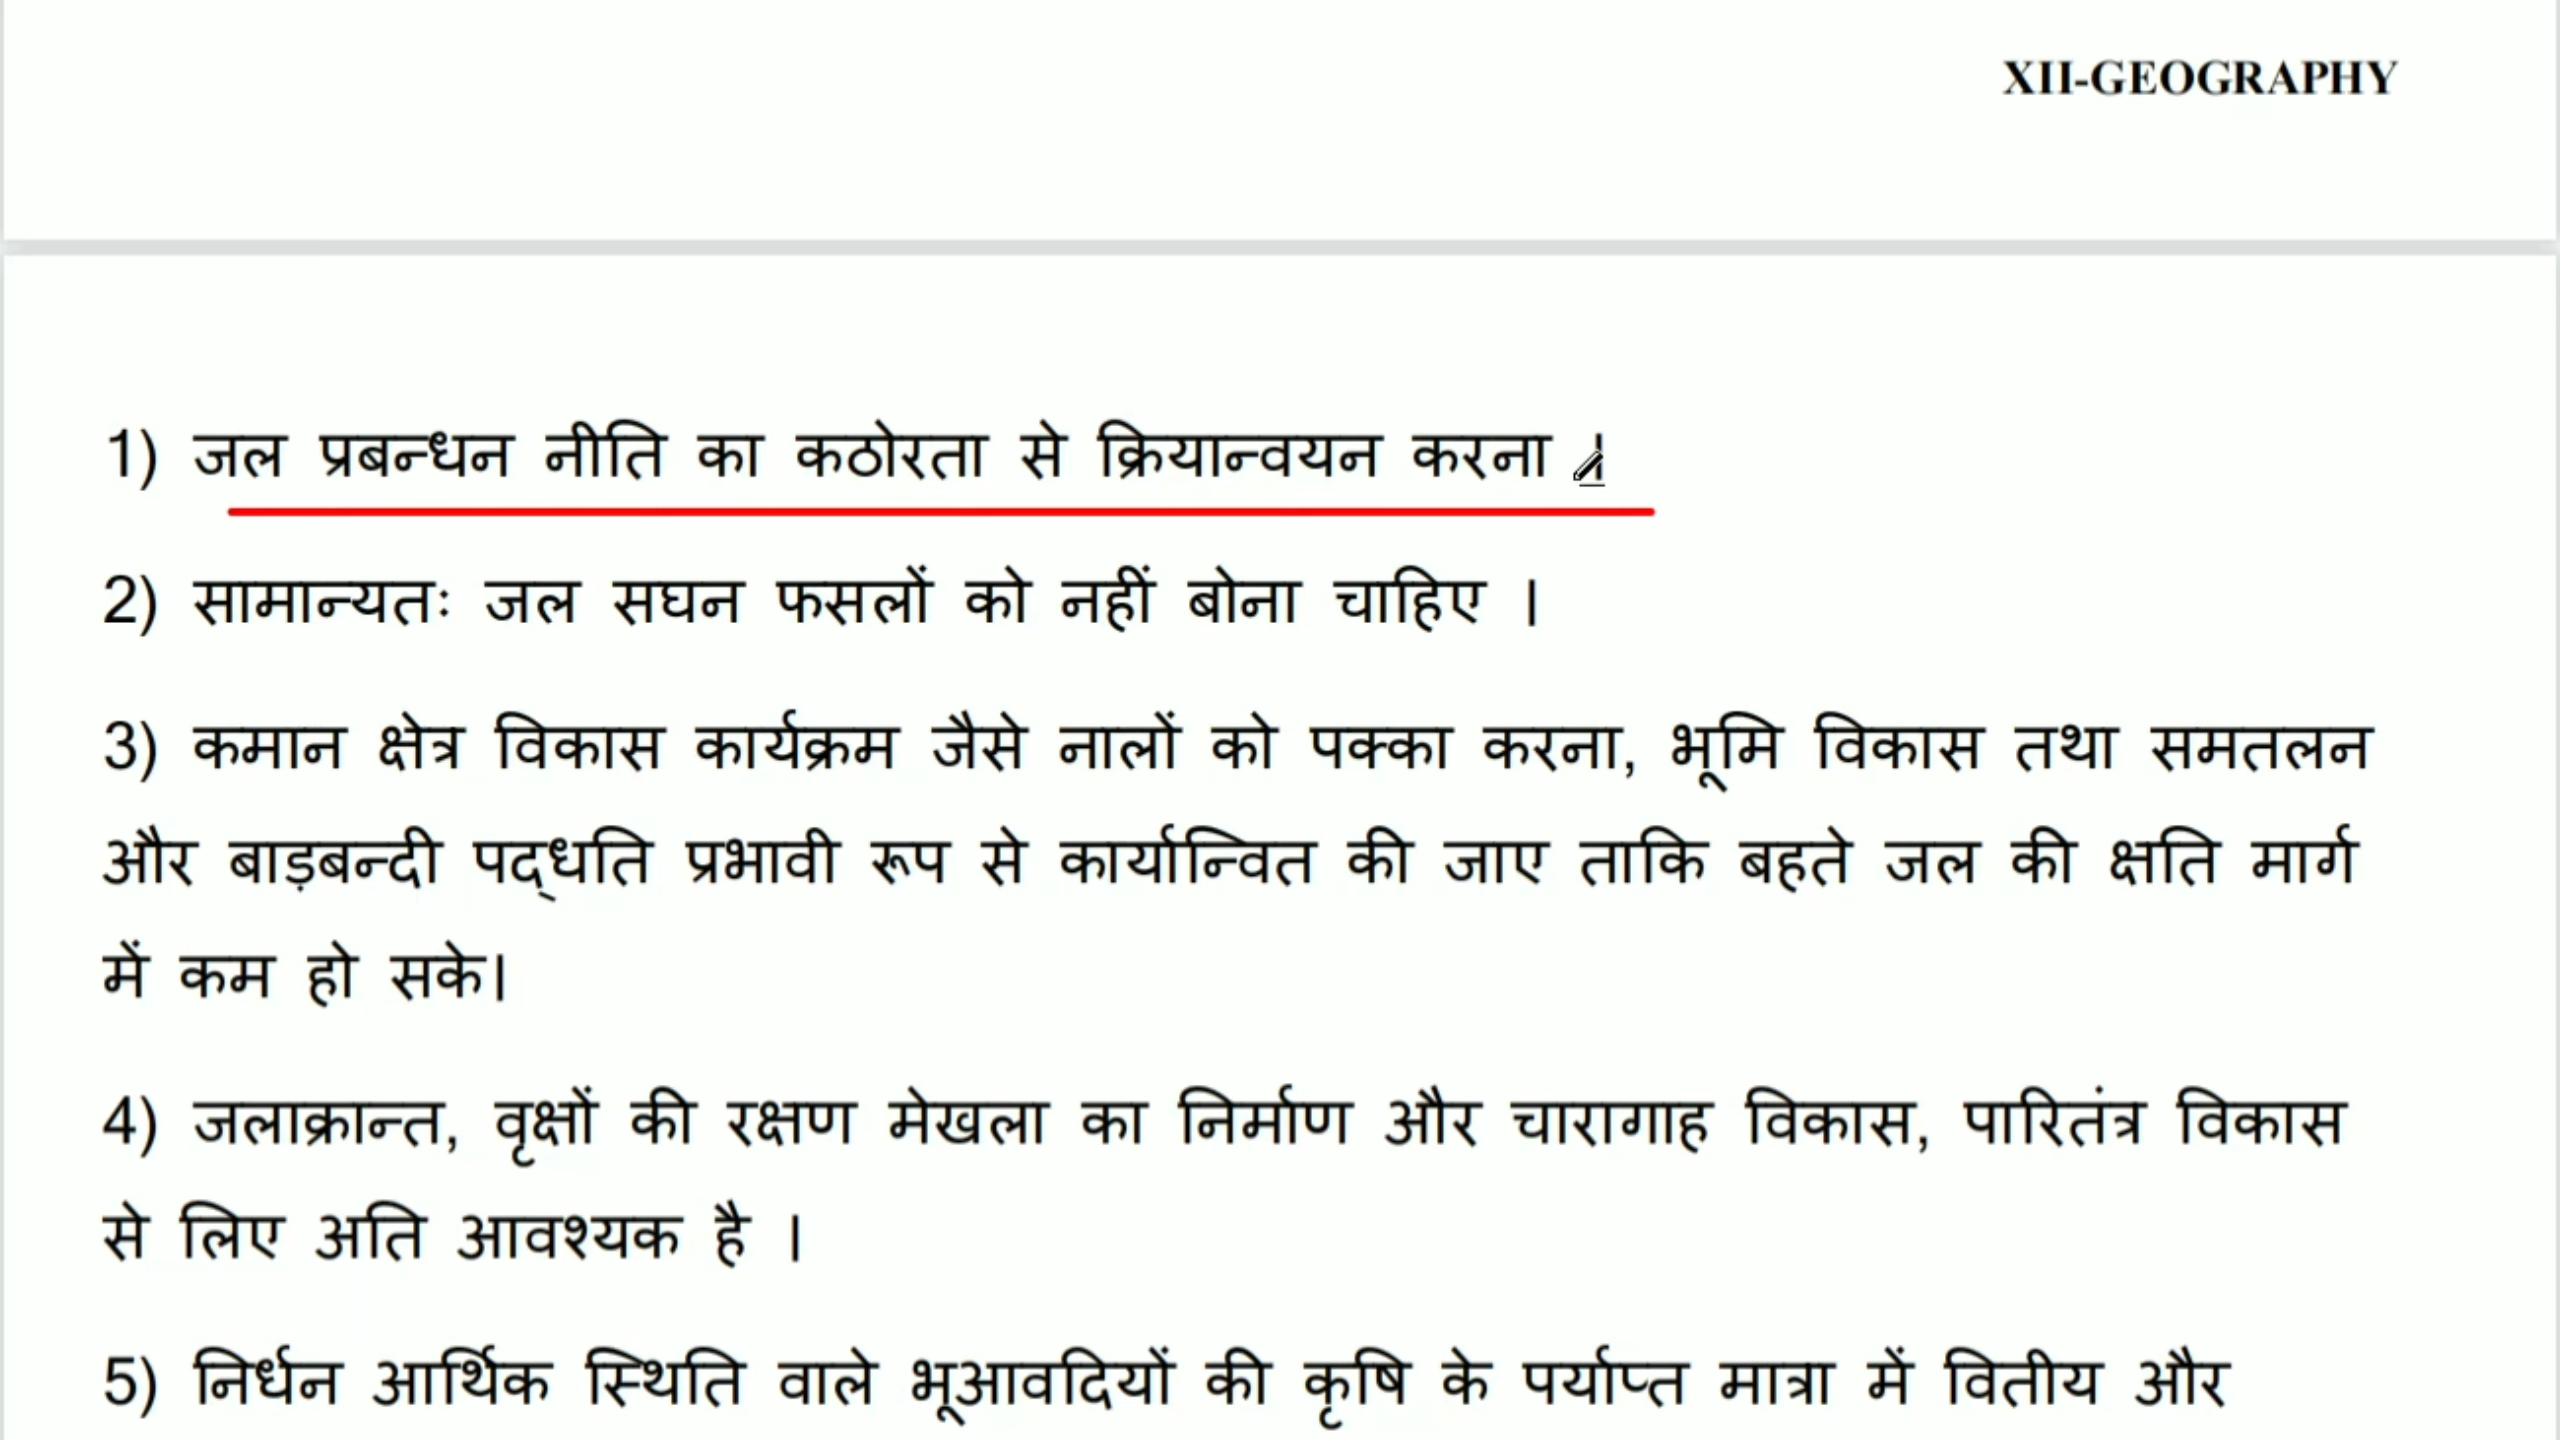 XII-GEOGRAPHY
1) जल प्रबन्धन नीति का कठोरता से क्रियान्वयन करना ।
2) सामान्यतः जल सघन फसलों को नहीं बोना चाहिए ।
3) कमान क्षेत्र विकास कार्यक्रम जैसे नालों को पक्का करना, भूमि विकास तथा समतलन
और बाड़बन्दी पद्धति प्रभावी रूप से कार्यान्वित की जाए ताकि बहते जल की क्षति मार्ग
में कम हो सके।
4) जलाक्रान्त, वृक्षों की रक्षण मेखला का निर्माण और चारागाह विकास, पारितंत्र विकास
से लिए अति आवश्यक है ।
5) निर्धन आर्थिक स्थिति वाले भूआवदियों की कृषि के पर्याप्त मात्रा में वितीय और